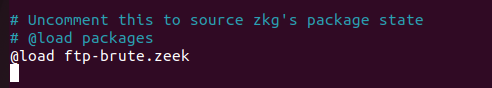 # Uncomment this to source zkg's package state
# @load packages
@load ftp-brute.zeek